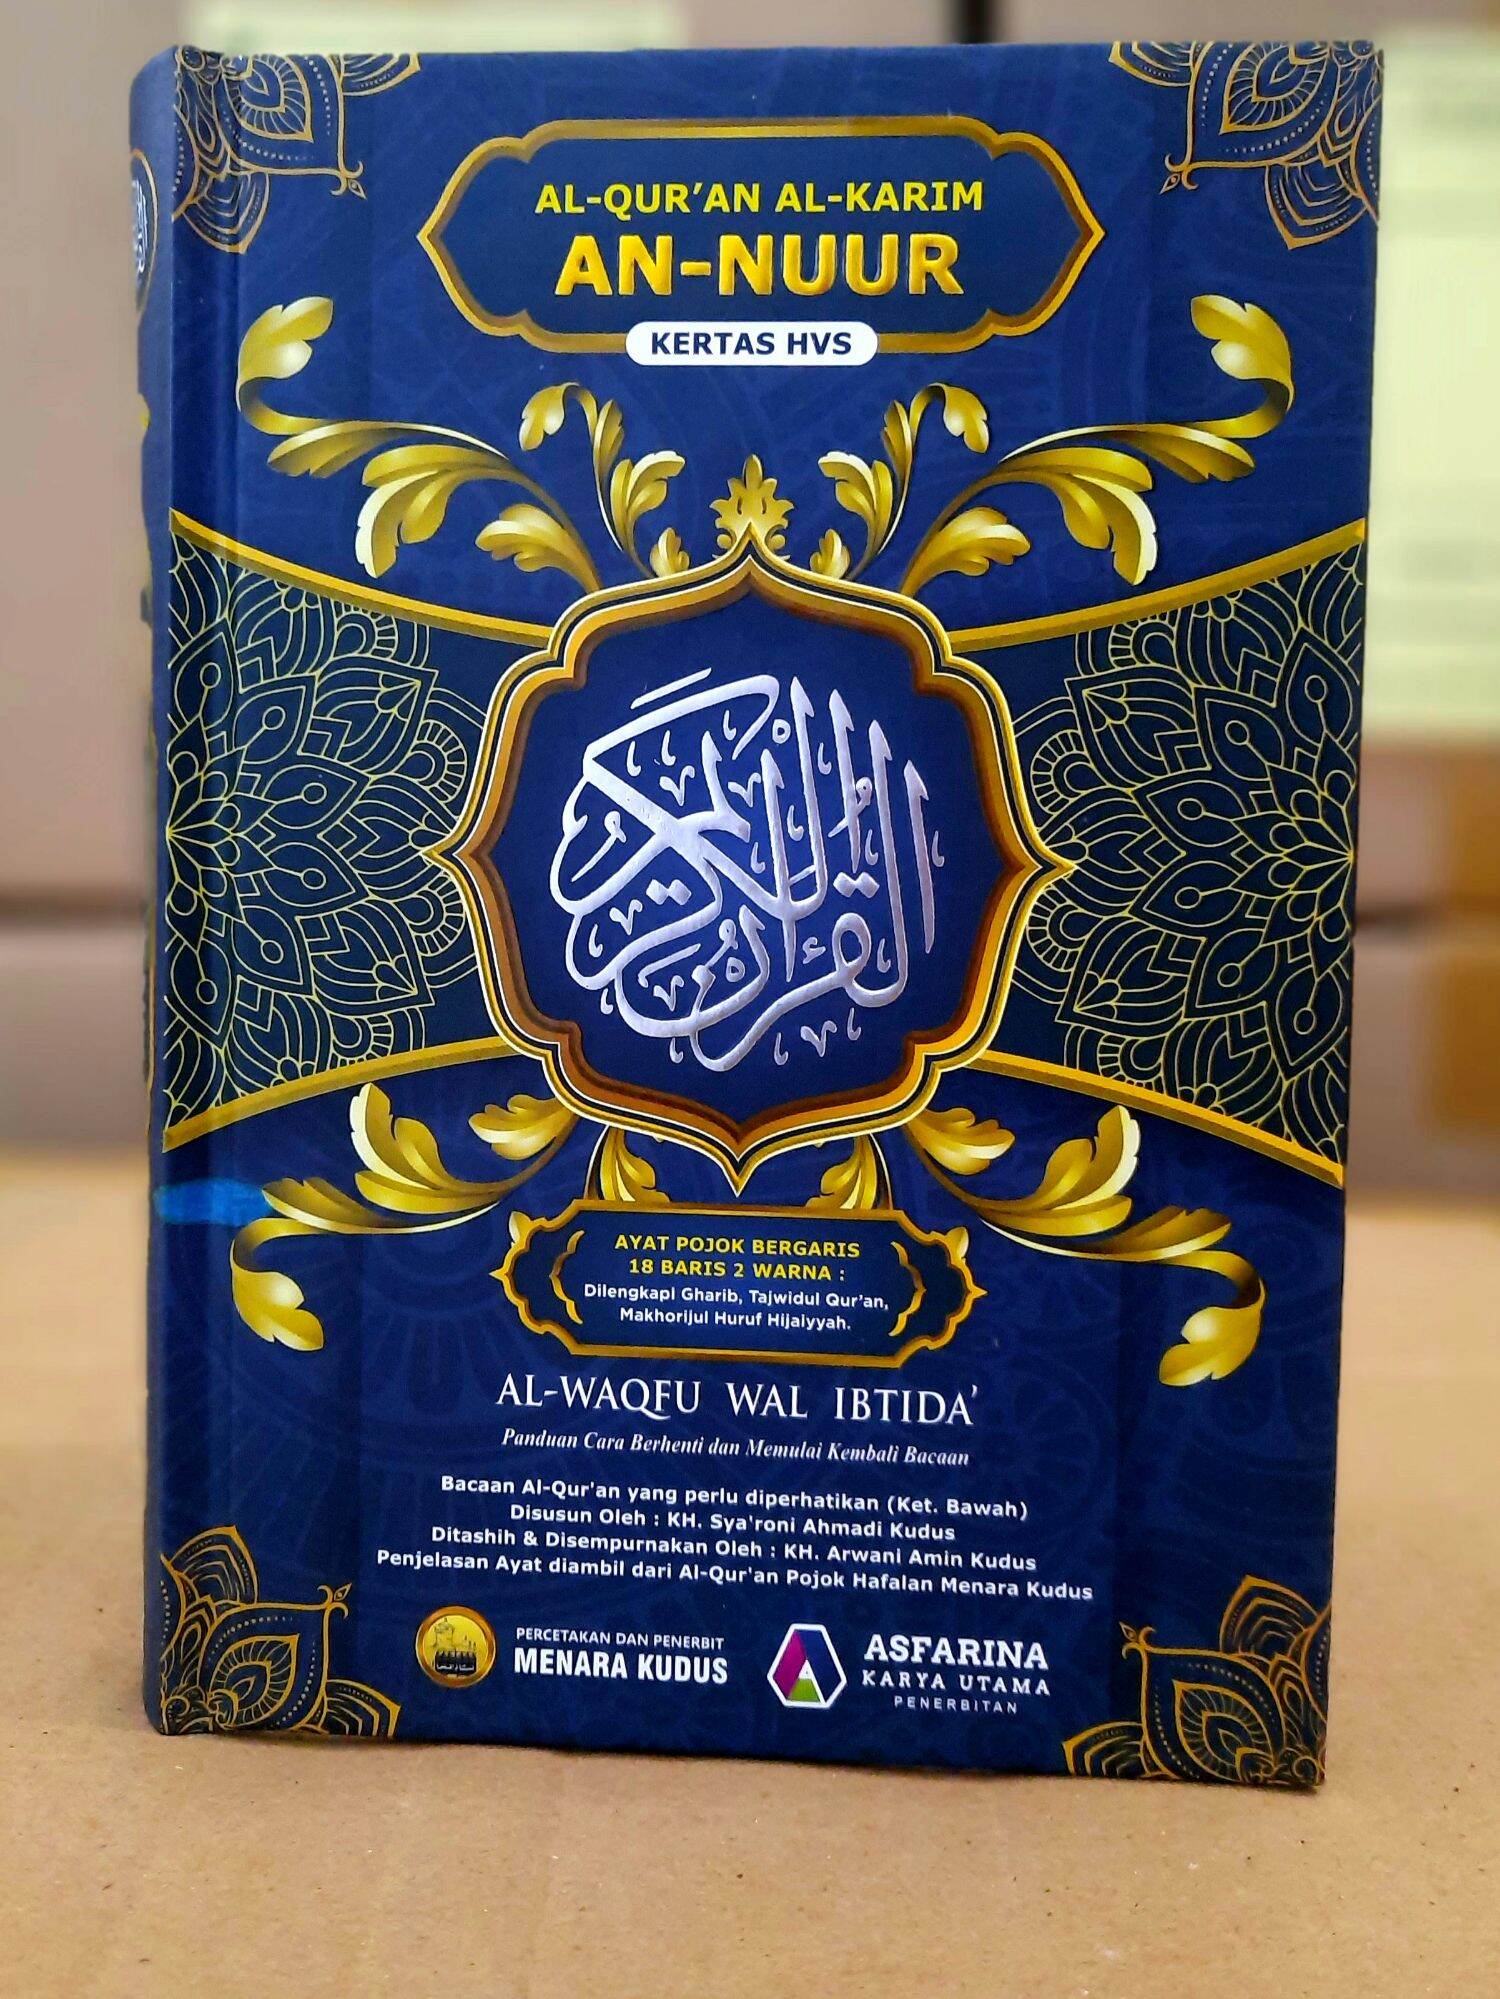 AL-QUR'AN AL-KARIM
AN-NUUR
KERTAS HVS
القرآن الكريم
AYAT POJOK BERGARIS
18 BARIS 2 WARNA :
Dilengkapi Gharib, Tajwidul Qur'an,
Makhorijul Huruf Hijaiyyah.
AL-WAQFU WAL IBTIDA'
Panduan Cara Berhenti dan Memulai Kembali Bacaan
Bacaan Al-Qur'an yang perlu diperhatikan (Ket. Bawah)
Disusun Oleh : KH. Sya'roni Ahmadi Kudus
Ditashih & Disempurnakan Oleh : KH. Arwani Amin Kudus
Penjelasan Ayat diambil dari Al-Qur'an Pojok Hafalan Menara Kudus
PERCETAKAN DAN PENERBIT
MENARA KUDUS
ASFARINA
KARYA UTAMA
PENERBITAN